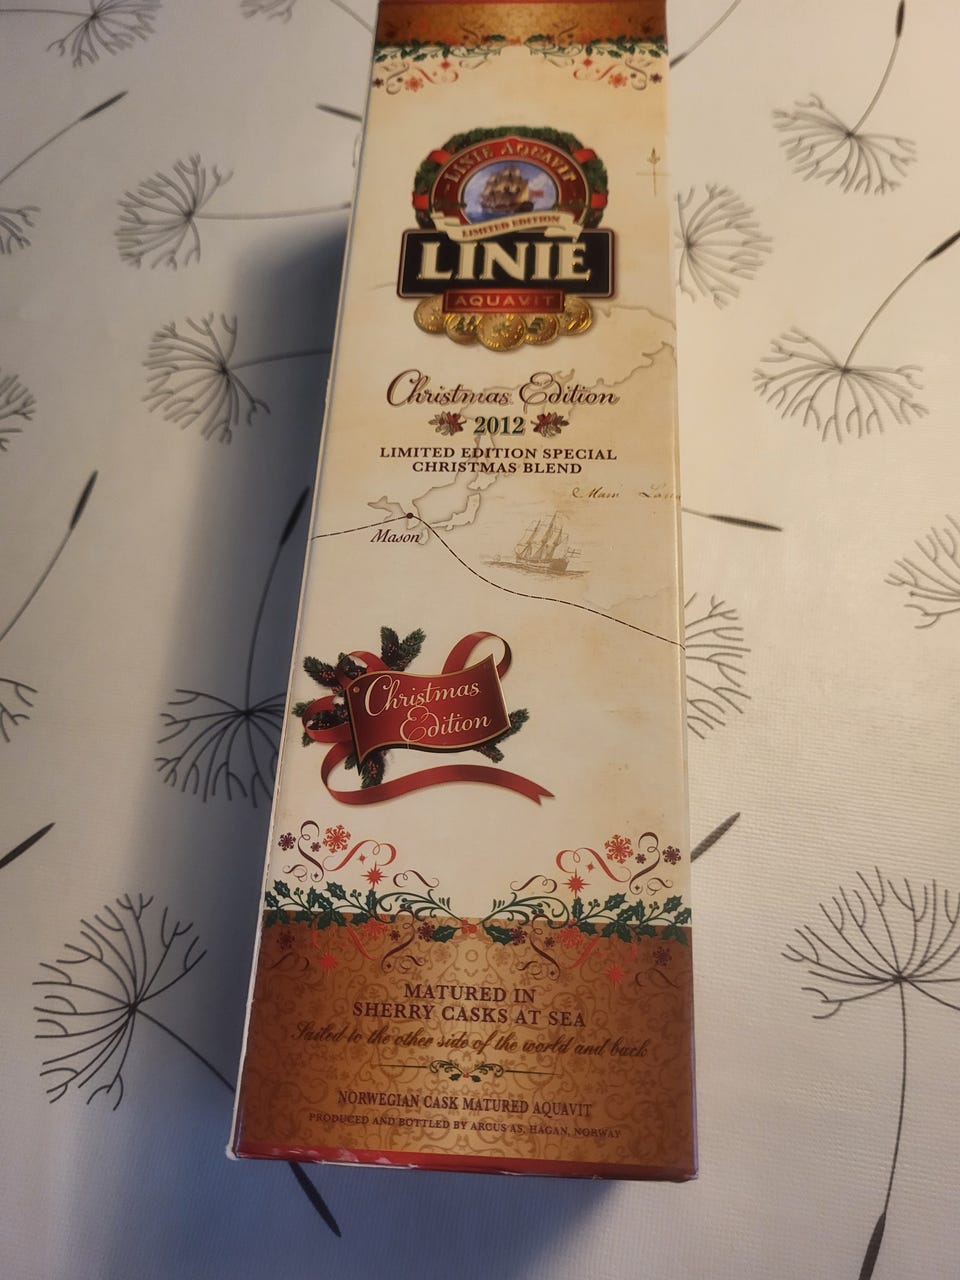 LINIE AQUAVIT
LIMITED EDITION
LINIE
AQUAVIT
Christmas Edition
2012
LIMITED EDITION SPECIAL
CHRISTMAS BLEND
Main
Mason
Christmas
Edition
MATURED IN
SHERRY CASKS AT SEA
Sailed to the other side of the world and back
NORWEGIAN CASK MATURED AQUAVIT
PRODUCED AND BOTTLED BY ARCUS AS, HAGAN, NORWAY